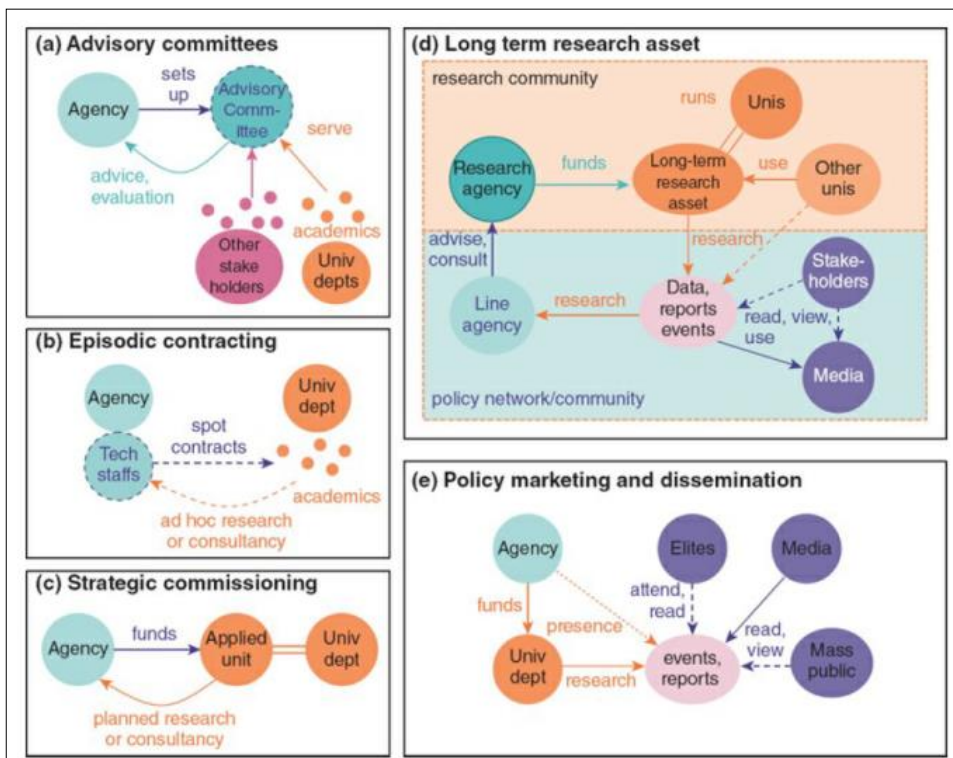 (a) Advisory committees
sets
up
Agency
Advisory
Comm-
ittee
serve
advice,
evaluation
academics
Other
stake
holders
Univ
depts
(b) Episodic contracting
Agency
Univ
dept
Tech
staffs
spot
contracts
academics
ad hoc research
or consultancy
(c) Strategic commissioning
Agency
funds
Applied
unit
Univ
dept
planned research
or consultancy
(d) Long term research asset
research community
runs
Unis
Research
agency
funds
Long-term
research
asset
use
Other
unis
advise,
consult
research
Line
agency
research
Data,
reports
events
Stake-
holders
read, view,
use
Media
policy network/community
(e) Policy marketing and dissemination
Agency
Elites
Media
funds
attend,
read
presence
read,
view
Univ
dept
research
events,
reports
Mass
public